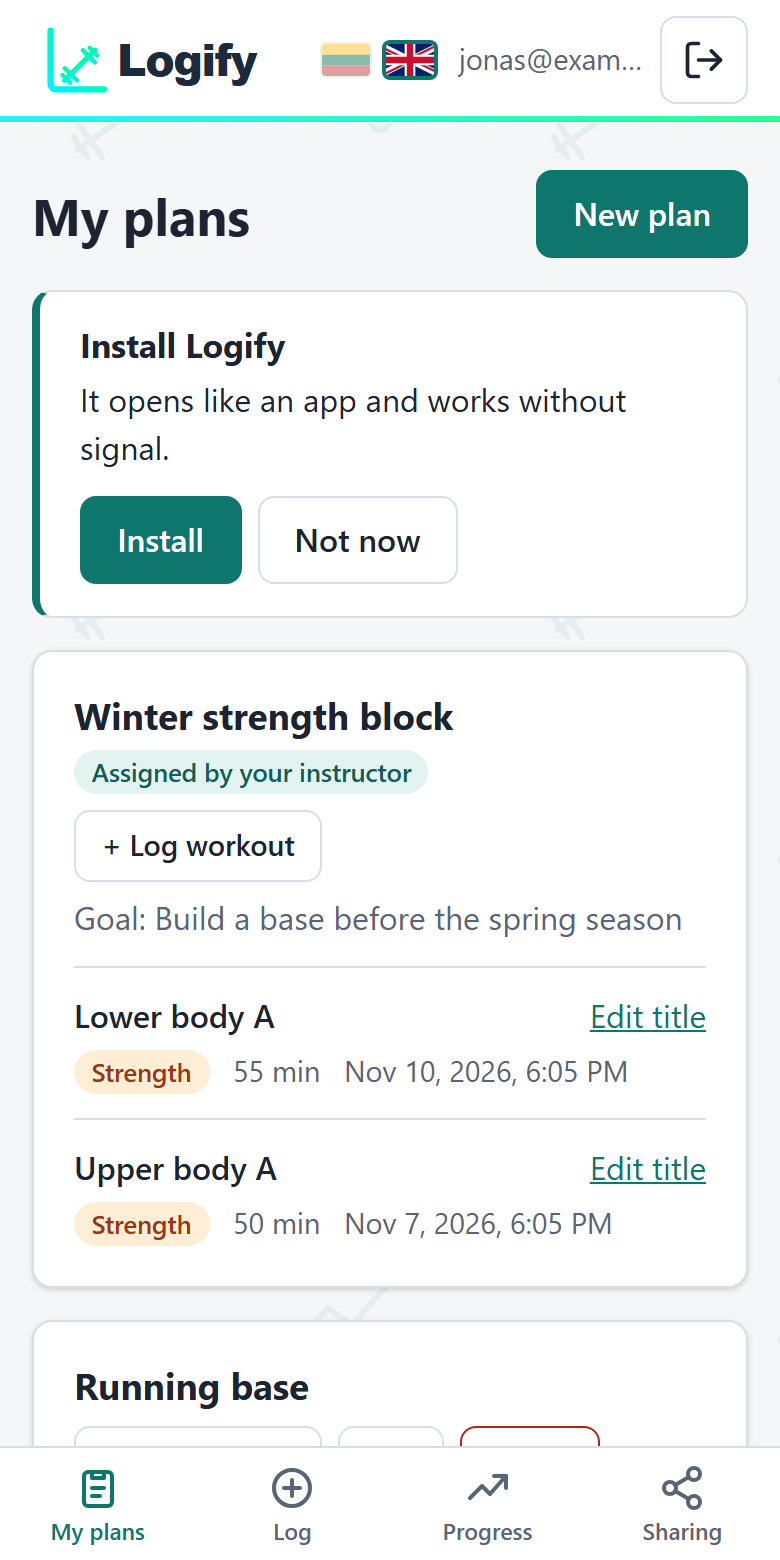 Logify
jonas@exam...
My plans
New plan
Install Logify
It opens like an app and works without
signal.
Install
Not now
Winter strength block
Assigned by your instructor
+ Log workout
Goal: Build a base before the spring season
Lower body A
Edit title
Strength 55 min Nov 10, 2026, 6:05 PM
Upper body A
Edit title
Strength 50 min Nov 7, 2026, 6:05 PM
Running base
My plans
Log
Progress
Sharing